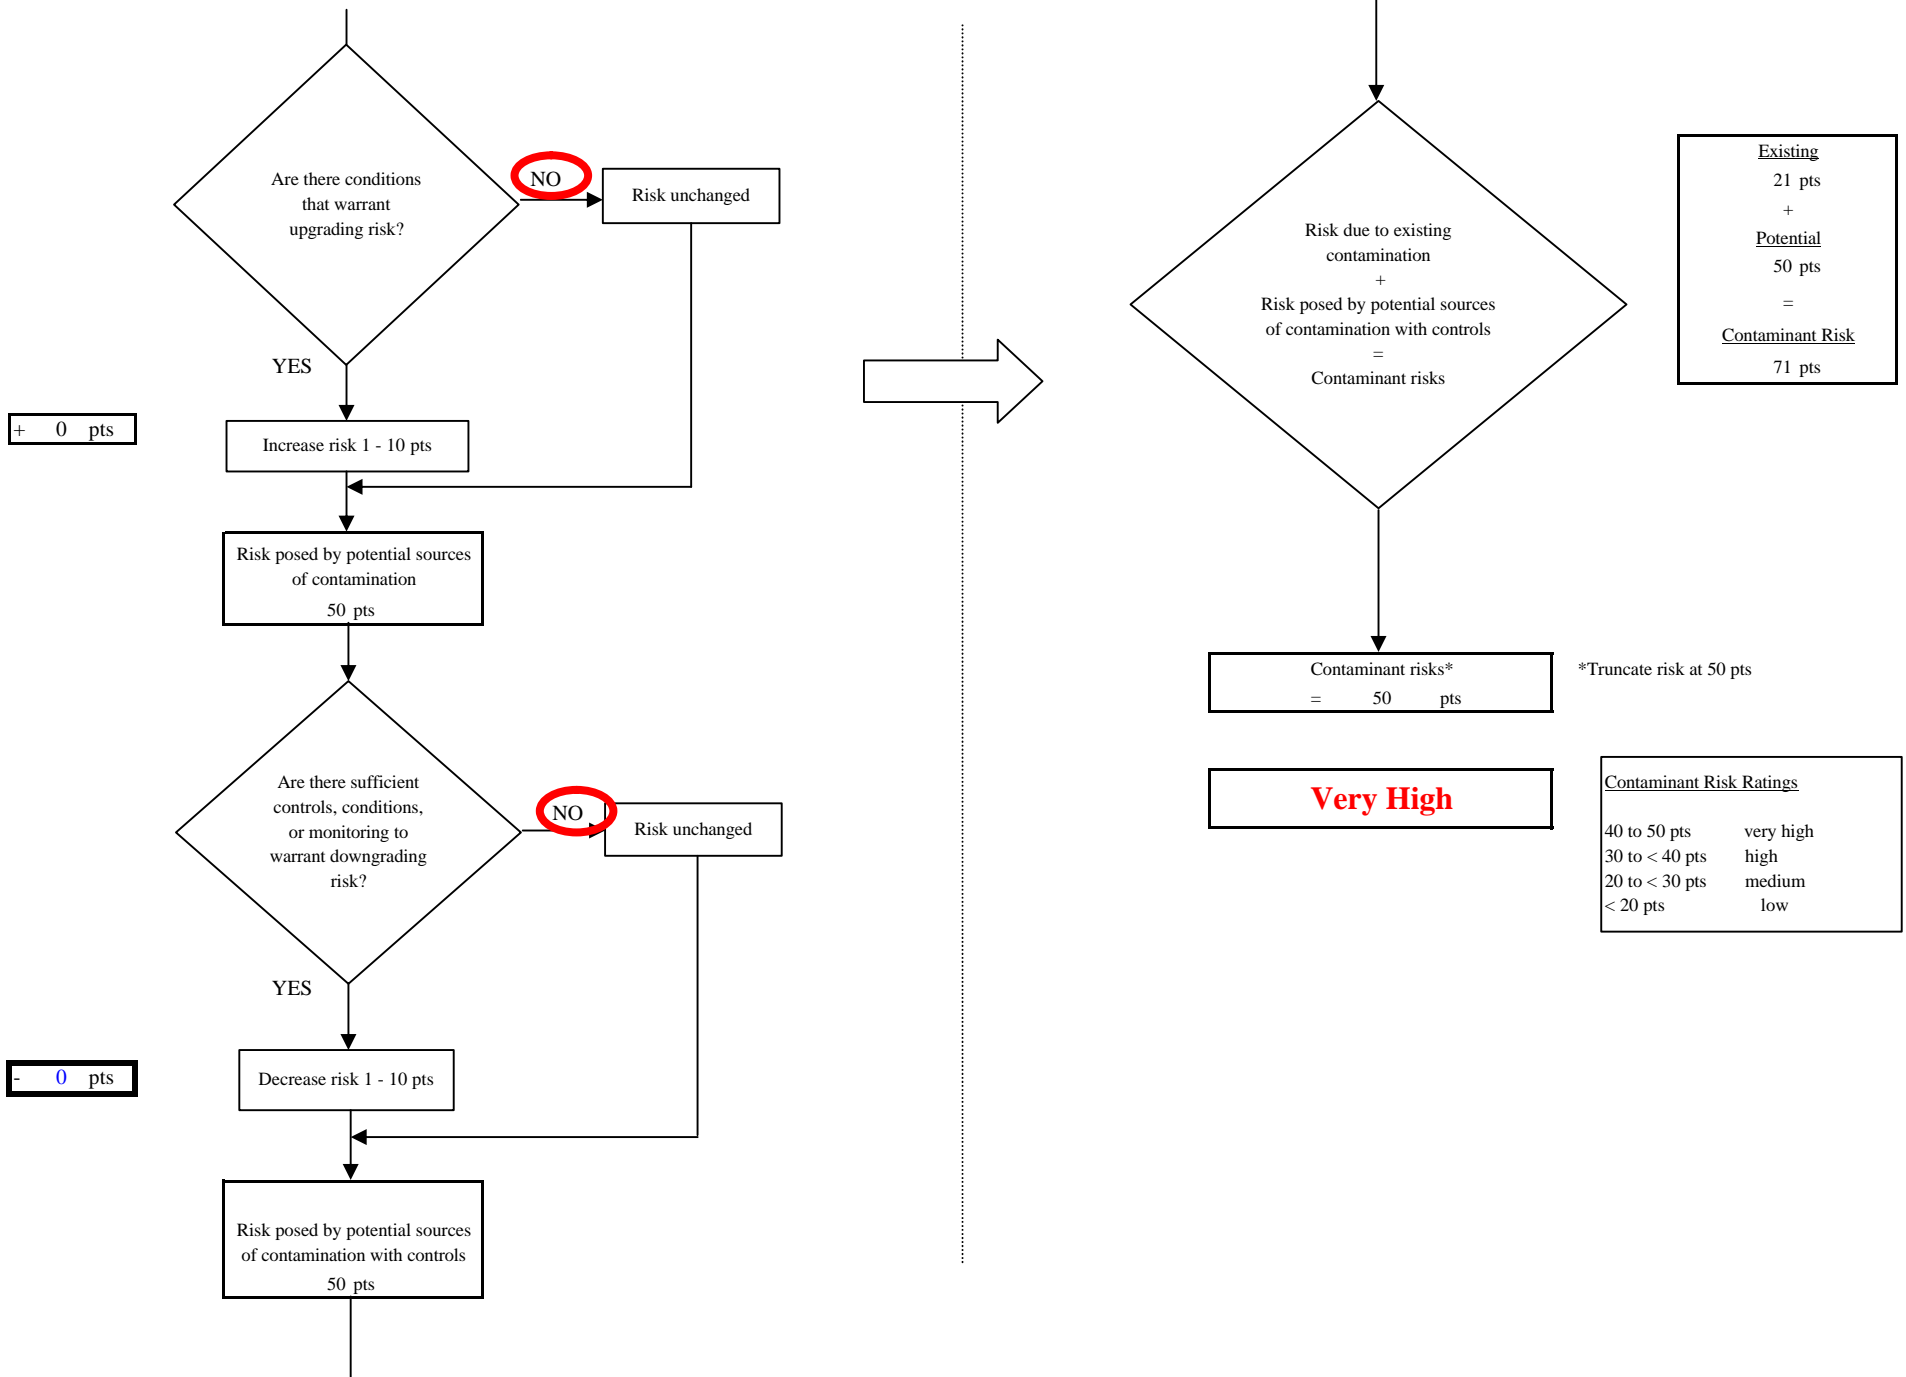 Are there conditions
that warrant
upgrading risk?
NO
Risk unchanged
YES
+ 0 pts
Increase risk 1 - 10 pts
Risk posed by potential sources
of contamination
50 pts
Are there sufficient
controls, conditions,
or monitoring to
warrant downgrading
risk?
NO
Risk unchanged
YES
- 0 pts
Decrease risk 1 - 10 pts
Risk posed by potential sources
of contamination with controls
50 pts
Risk due to existing
contamination
+
Risk posed by potential sources
of contamination with controls
=
Contaminant risks
Existing
21 pts
+
Potential
50 pts
=
Contaminant Risk
71 pts
Contaminant risks*
= 50 pts
*Truncate risk at 50 pts
Very High
Contaminant Risk Ratings
40 to 50 pts very high
30 to < 40 pts high
20 to < 30 pts medium
< 20 pts low